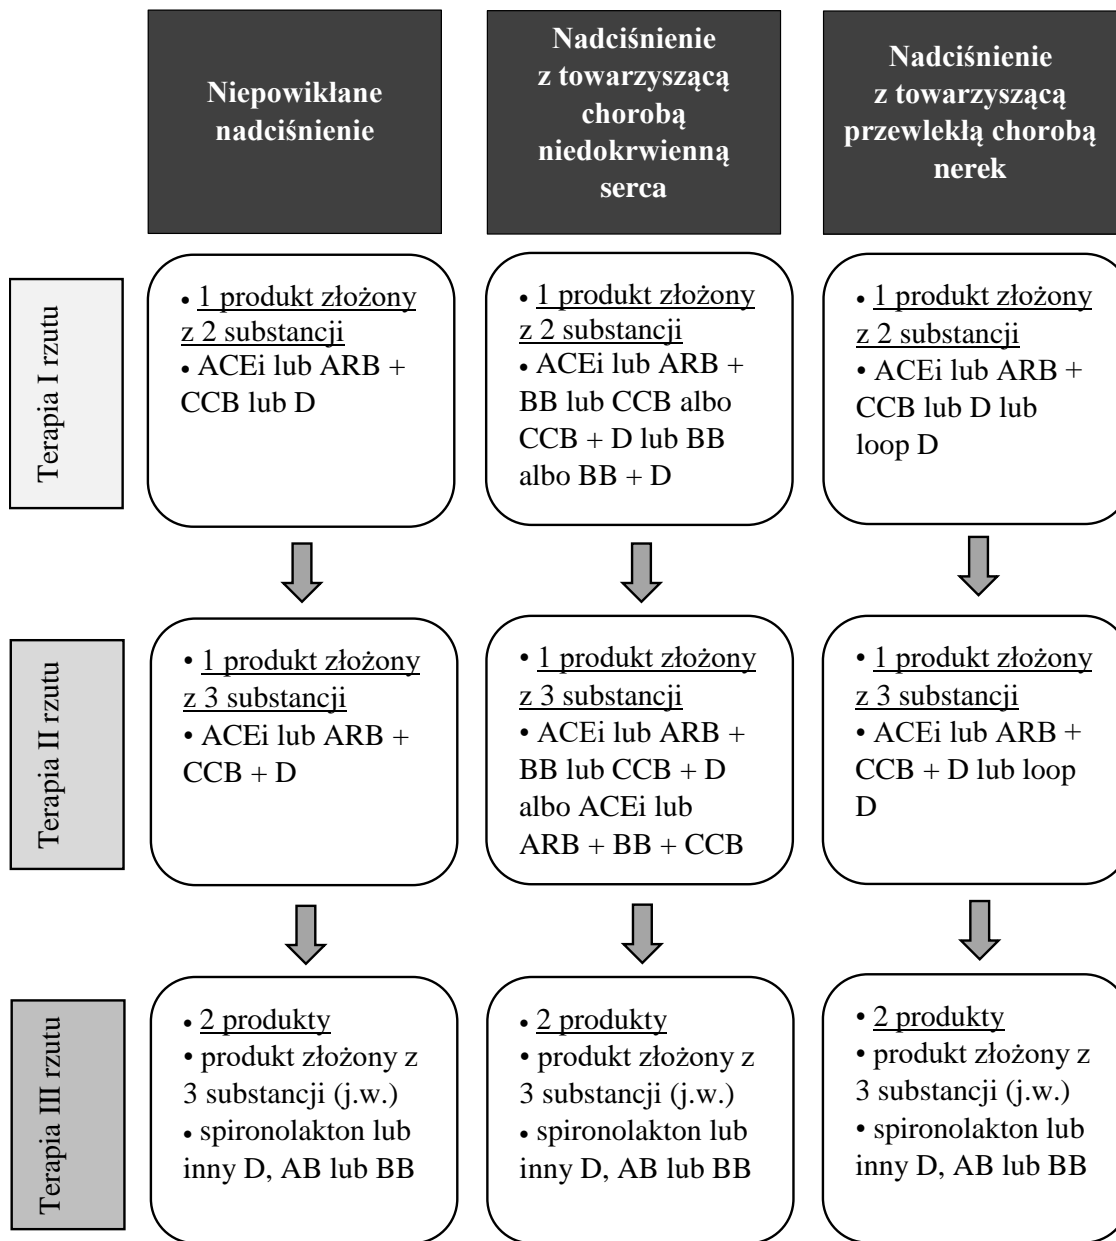 Niepowikłane
nadciśnienie
Nadciśnienie
z towarzyszącą
chorobą
niedokrwienną
serca
Nadciśnienie
z towarzyszącą
przewlekłą chorobą
nerek
Terapia I rzutu
• 1 produkt złożony
z 2 substancji
• ACEi lub ARB +
CCB lub D
• 1 produkt złożony
z 2 substancji
• ACEi lub ARB +
BB lub CCB albo
CCB + D lub BB
albo BB + D
• 1 produkt złożony
z 2 substancji
• ACEi lub ARB +
CCB lub D lub
loop D
Terapia II rzutu
• 1 produkt złożony
z 3 substancji
• ACEi lub ARB +
CCB + D
• 1 produkt złożony
z 3 substancji
• ACEi lub ARB +
BB lub CCB + D
albo ACEi lub
ARB + BB + CCB
• 1 produkt złożony
z 3 substancji
• ACEi lub ARB +
CCB + D lub loop
D
Terapia III rzutu
• 2 produkty
• produkt złożony z
3 substancji (j.w.)
• spironolakton lub
inny D, AB lub BB
• 2 produkty
• produkt złożony z
3 substancji (j.w.)
• spironolakton lub
inny D, AB lub BB
• 2 produkty
• produkt złożony z
3 substancji (j.w.)
• spironolakton lub
inny D, AB lub BB